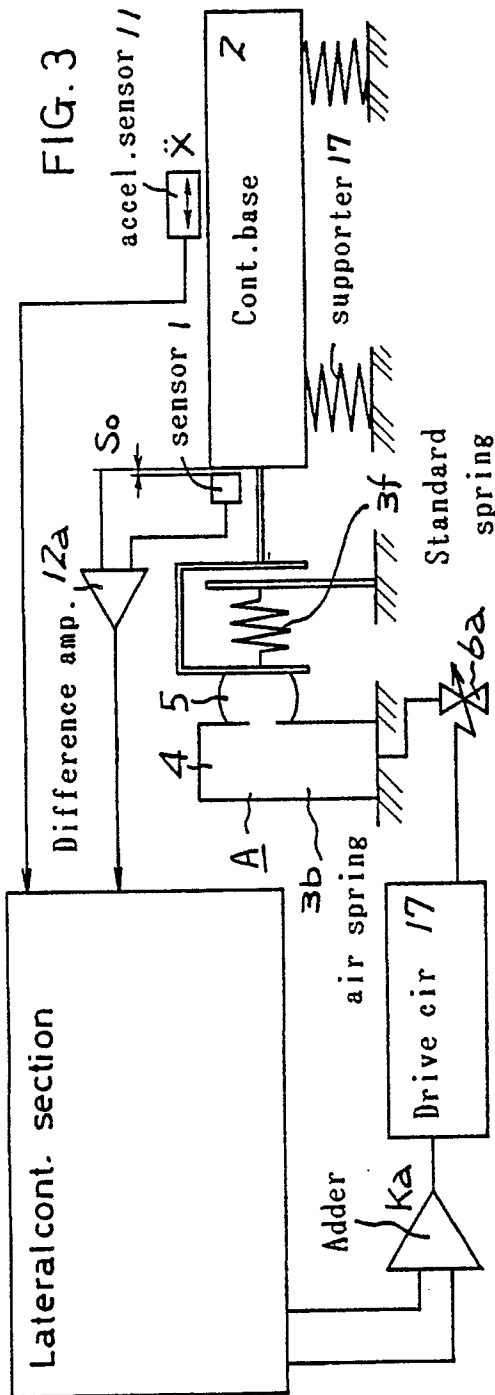 FIG. 3
accel. sensor 11
ẍ
2
Cont. base
supporter 17
sensor 1
So
Difference amp. 12a
3f
Standard
spring
5
4
A
3b
air spring
6a
Lateral cont. section
Drive cir 17
Adder
Ka